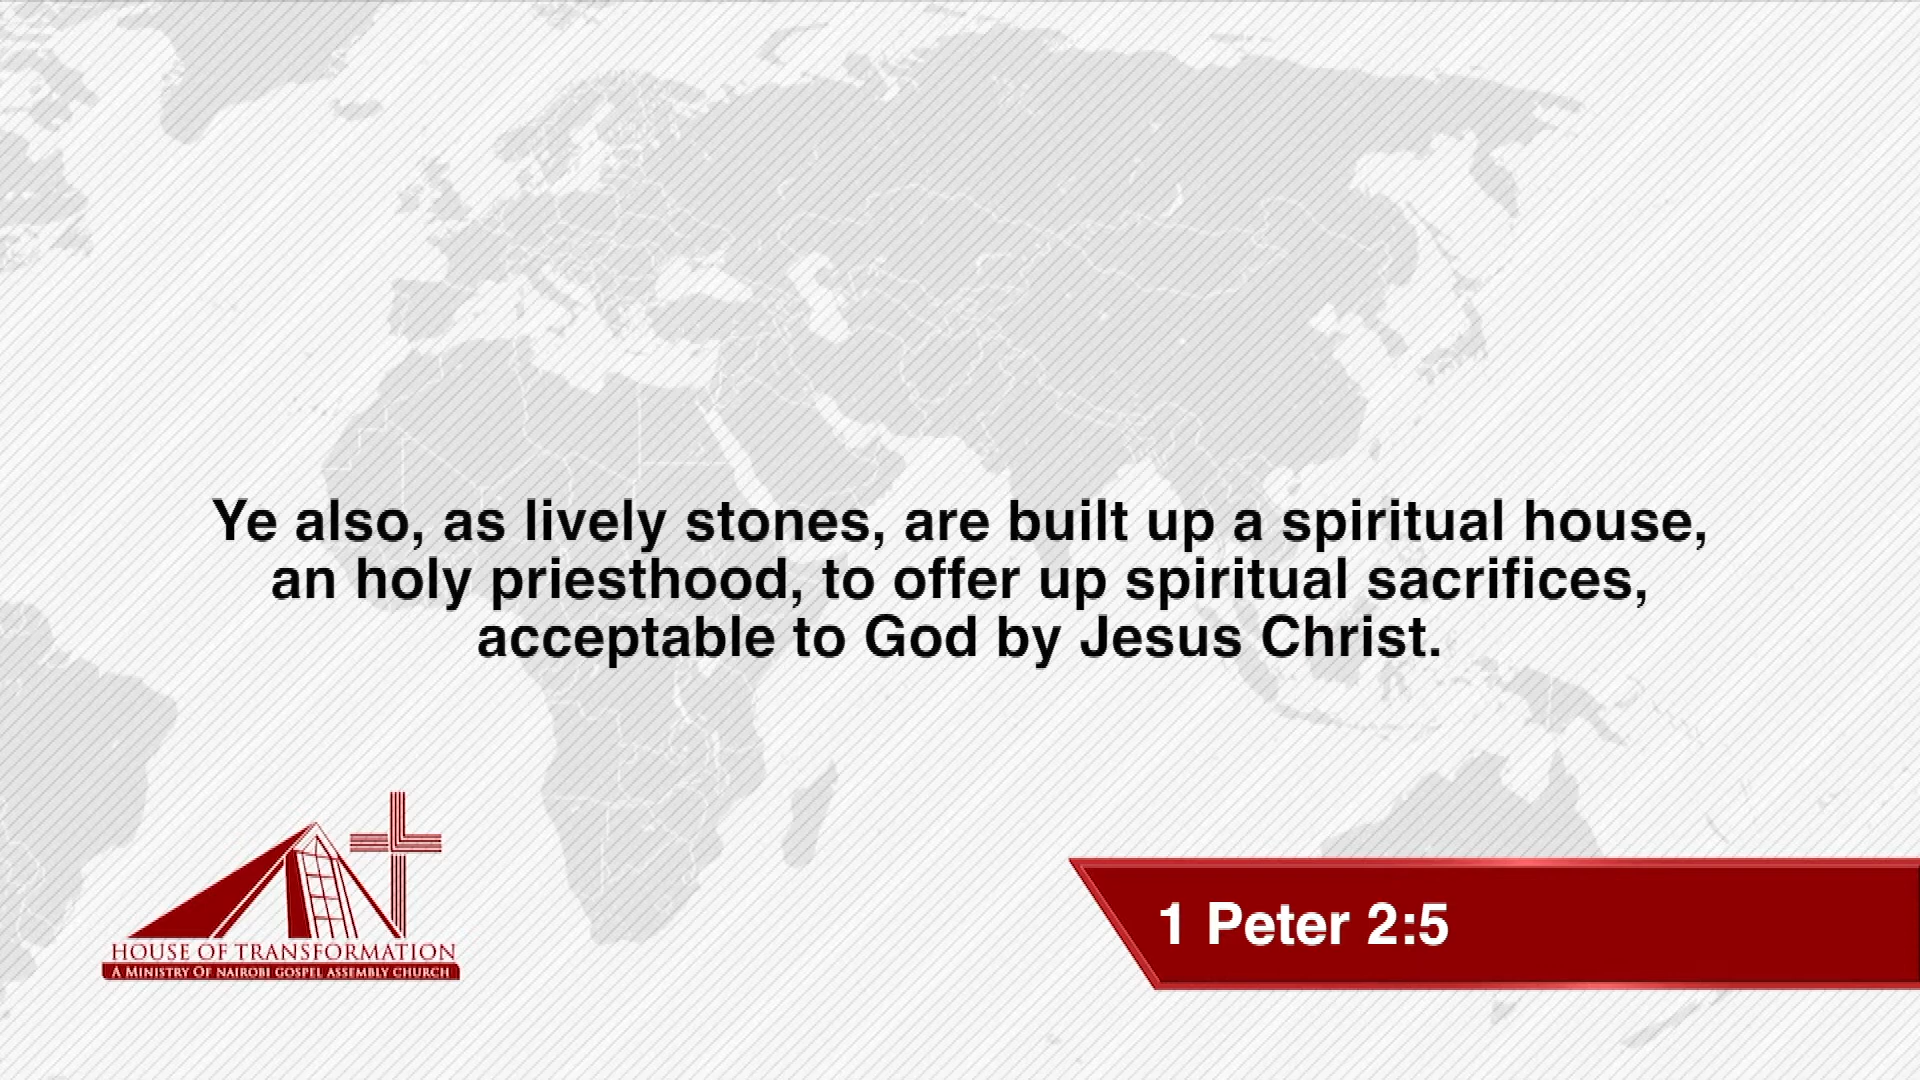 Ye also, as lively stones, are built up a spiritual house,
an holy priesthood, to offer up spiritual sacrifices,
acceptable to God by Jesus Christ.
HOUSE OF TRANSFORMATION
A MINISTRY OF NAIROBI GOSPEL ASSEMBLY CHURCH
1 Peter 2:5